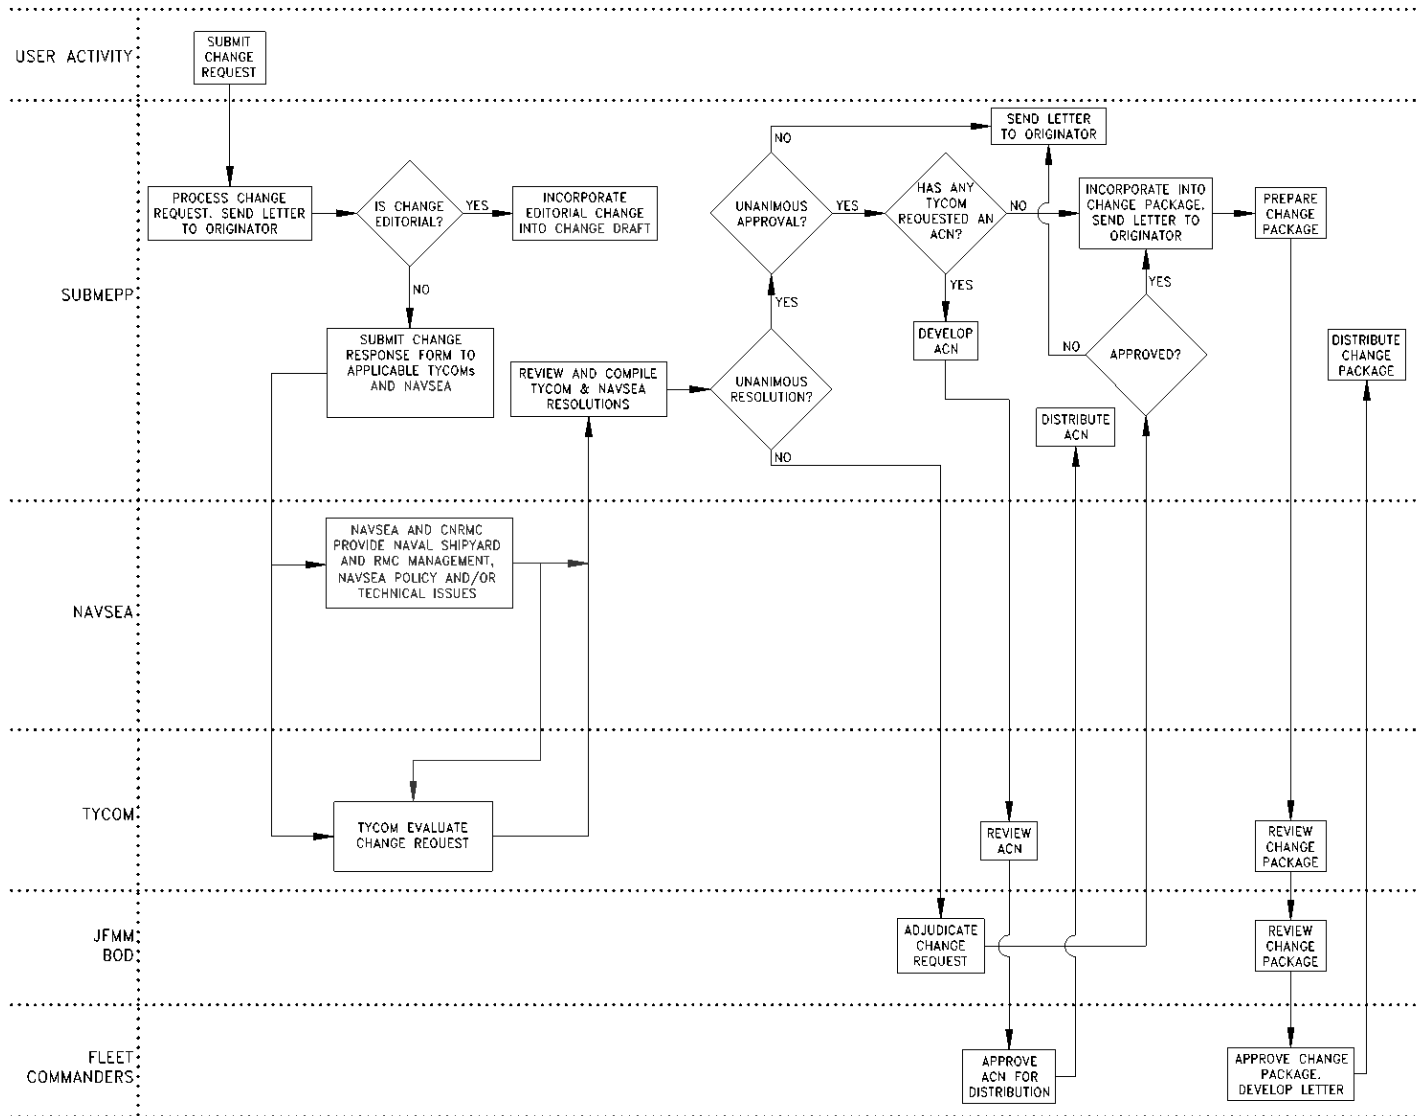 USER ACTIVITY
SUBMIT
CHANGE
REQUEST
SUBMEPP
PROCESS CHANGE
REQUEST. SEND LETTER
TO ORIGINATOR
IS CHANGE
EDITORIAL?
YES
NO
INCORPORATE
EDITORIAL CHANGE
INTO CHANGE DRAFT
SUBMIT CHANGE
RESPONSE FORM TO
APPLICABLE TYCOMs
AND NAVSEA
REVIEW AND COMPILE
TYCOM & NAVSEA
RESOLUTIONS
UNANIMOUS
RESOLUTION?
YES
NO
UNANIMOUS
APPROVAL?
NO
YES
SEND LETTER
TO ORIGINATOR
HAS ANY
TYCOM
REQUESTED AN
ACN?
NO
YES
DEVELOP
ACN
INCORPORATE INTO
CHANGE PACKAGE.
SEND LETTER TO
ORIGINATOR
YES
NO
APPROVED?
PREPARE
CHANGE
PACKAGE
DISTRIBUTE
ACN
DISTRIBUTE
CHANGE
PACKAGE
NAVSEA
NAVSEA AND CNRMC
PROVIDE NAVAL SHIPYARD
AND RMC MANAGEMENT,
NAVSEA POLICY AND/OR
TECHNICAL ISSUES
TYCOM
TYCOM EVALUATE
CHANGE REQUEST
REVIEW
ACN
REVIEW
CHANGE
PACKAGE
JFMM
BOD
ADJUDICATE
CHANGE
REQUEST
REVIEW
CHANGE
PACKAGE
FLEET
COMMANDERS
APPROVE
ACN FOR
DISTRIBUTION
APPROVE CHANGE
PACKAGE.
DEVELOP LETTER